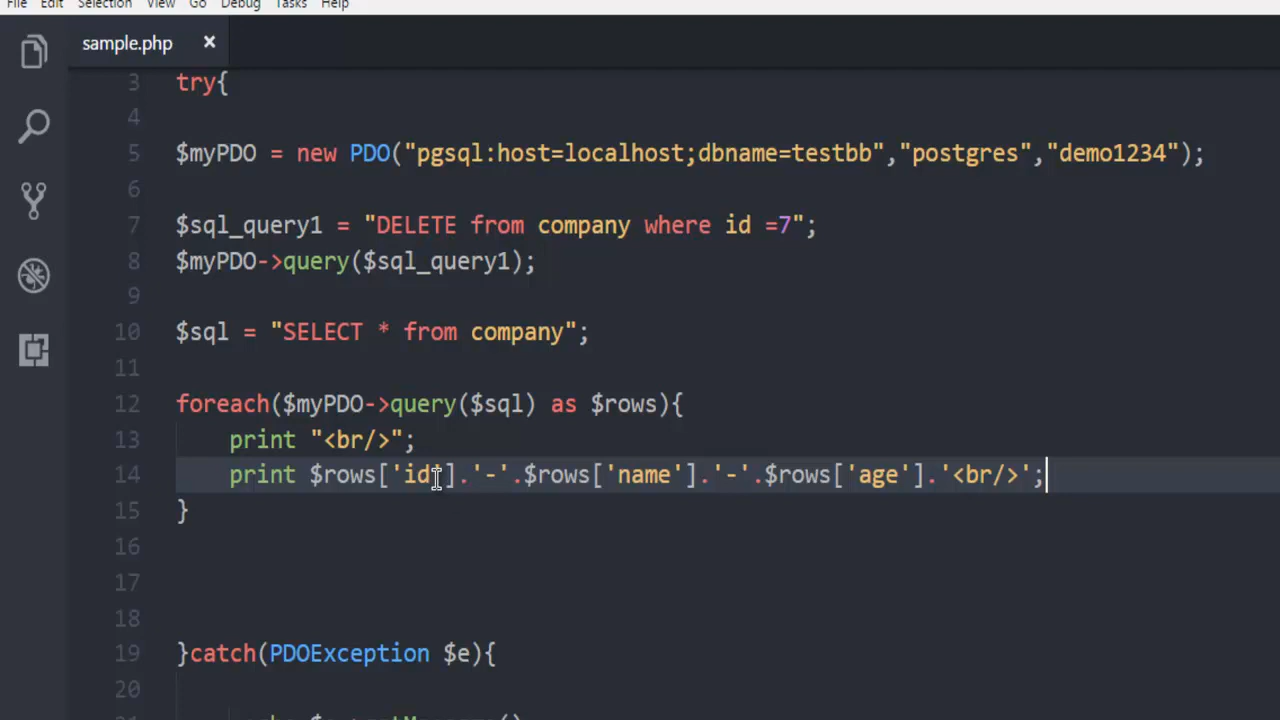 File Edit Selection View Go Debug Tasks Help
sample.php ×
3 try{
4
5 $myPDO = new PDO("pgsql:host=localhost;dbname=testbb","postgres","demo1234");
6
7 $sql_query1 = "DELETE from company where id =7";
8 $myPDO->query($sql_query1);
9
10 $sql = "SELECT * from company";
11
12 foreach($myPDO->query($sql) as $rows){
13 print "<br/>";
14 print $rows['id'].'-'.$rows['name'].'-'.$rows['age'].'<br/>';
15 }
16
17
18
19 }catch(PDOException $e){
20